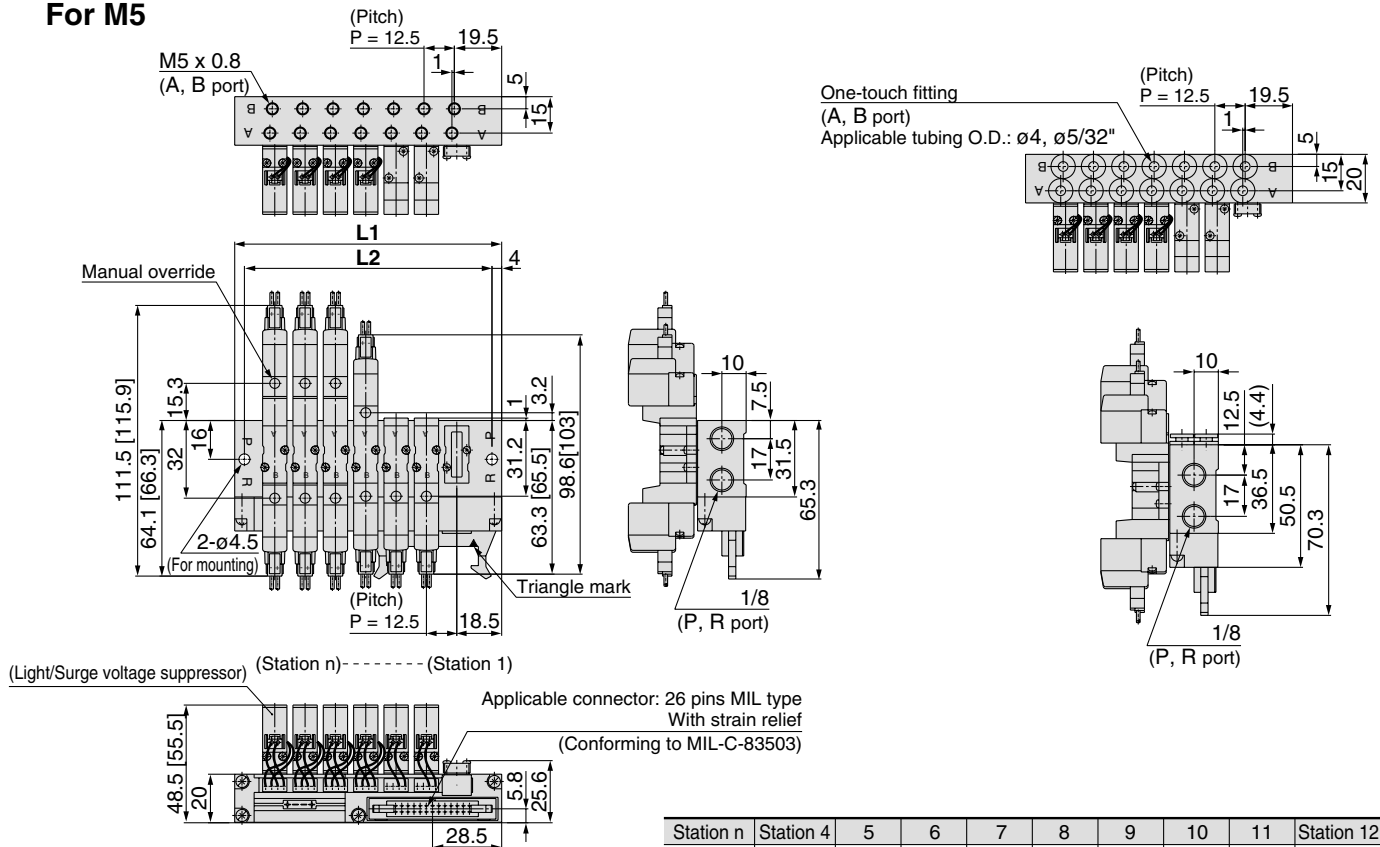 For M5
(Pitch)
P = 12.5
19.5
1
5
15
M5 x 0.8
(A, B port)
B
B
A
A
One-touch fitting
(A, B port)
Applicable tubing O.D.: ø4, ø5/32"
(Pitch)
P = 12.5
19.5
1
5
15
20
B
B
A
A
L1
L2
4
Manual override
111.5 [115.9]
64.1 [66.3]
15.3
32
16
P
R
A
A
A
A
A
A
B
B
B
B
B
B
P
R
1
3.2
31.2
63.3 [65.5]
98.6 [103]
2-ø4.5
(For mounting)
Triangle mark
(Pitch)
P = 12.5
18.5
10
7.5
17
31.5
65.3
1/8
(P, R port)
10
12.5
(4.4)
17
36.5
50.5
70.3
1/8
(P, R port)
(Light/Surge voltage suppressor)
(Station n)--------(Station 1)
Applicable connector: 26 pins MIL type
With strain relief
(Conforming to MIL-C-83503)
48.5 [55.5]
20
5.8
25.6
28.5
Station n Station 4 5 6 7 8 9 10 11 Station 12